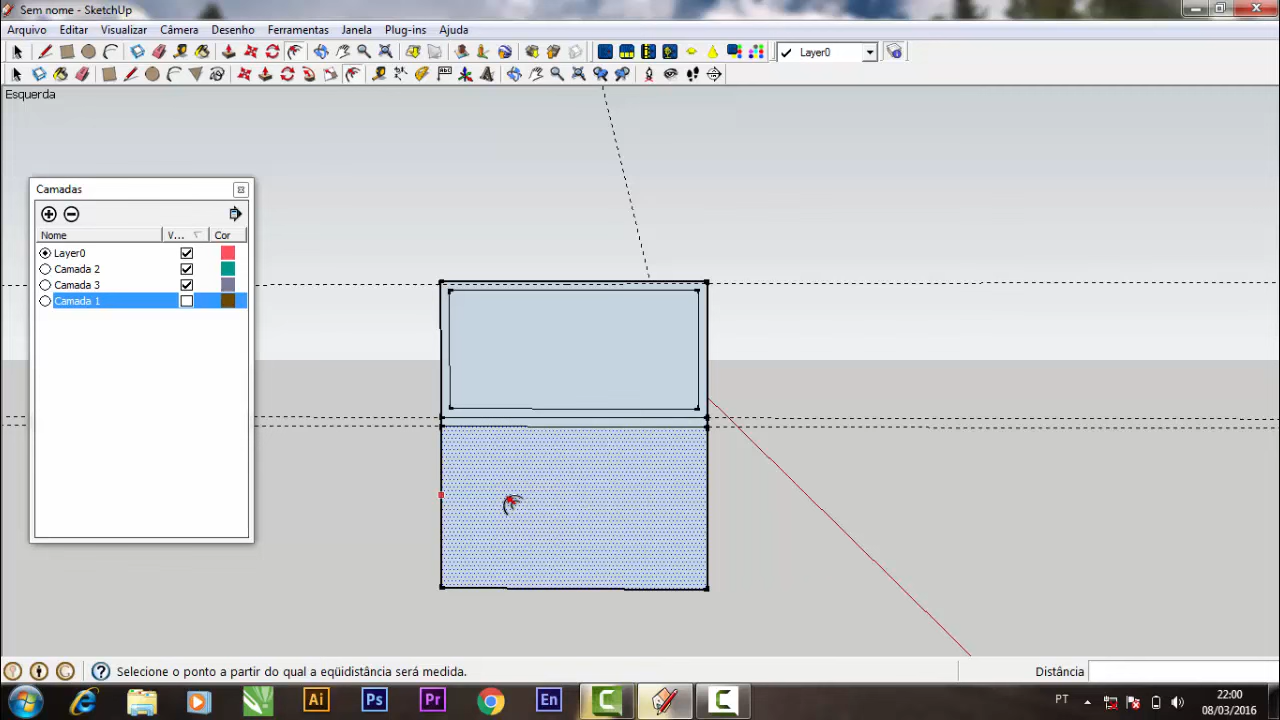 Sem nome - SketchUp
Arquivo Editar Visualizar Câmera Desenho Ferramentas Janela Plug-ins Ajuda
Layer0
Esquerda
Camadas
Nome V... Cor
Layer0
Camada 2
Camada 3
Camada 1
Selecione o ponto a partir do qual a eqüidistância será medida.
Distância
Ai Ps Pr En
PT
22:00
08/03/2016